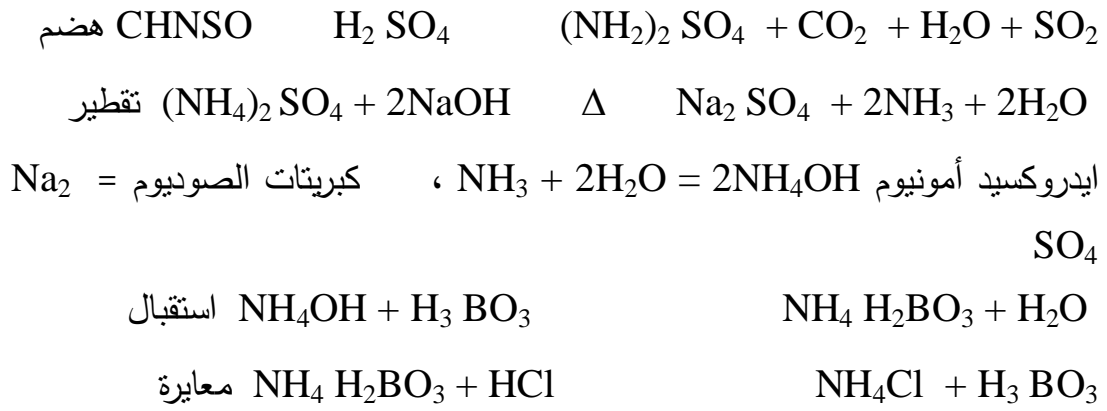 هضم CHNSO H₂ SO₄ (NH₂)₂ SO₄ + CO₂ + H₂O + SO₂
تقطير (NH₄)₂ SO₄ + 2NaOH Δ Na₂ SO₄ + 2NH₃ + 2H₂O
ايدروكسيد أمونيوم NH₃ + 2H₂O = 2NH₄OH ، كبريتات الصوديوم = Na₂
SO₄
استقبال NH₄OH + H₃ BO₃ NH₄ H₂BO₃ + H₂O
معايرة NH₄ H₂BO₃ + HCl NH₄Cl + H₃ BO₃